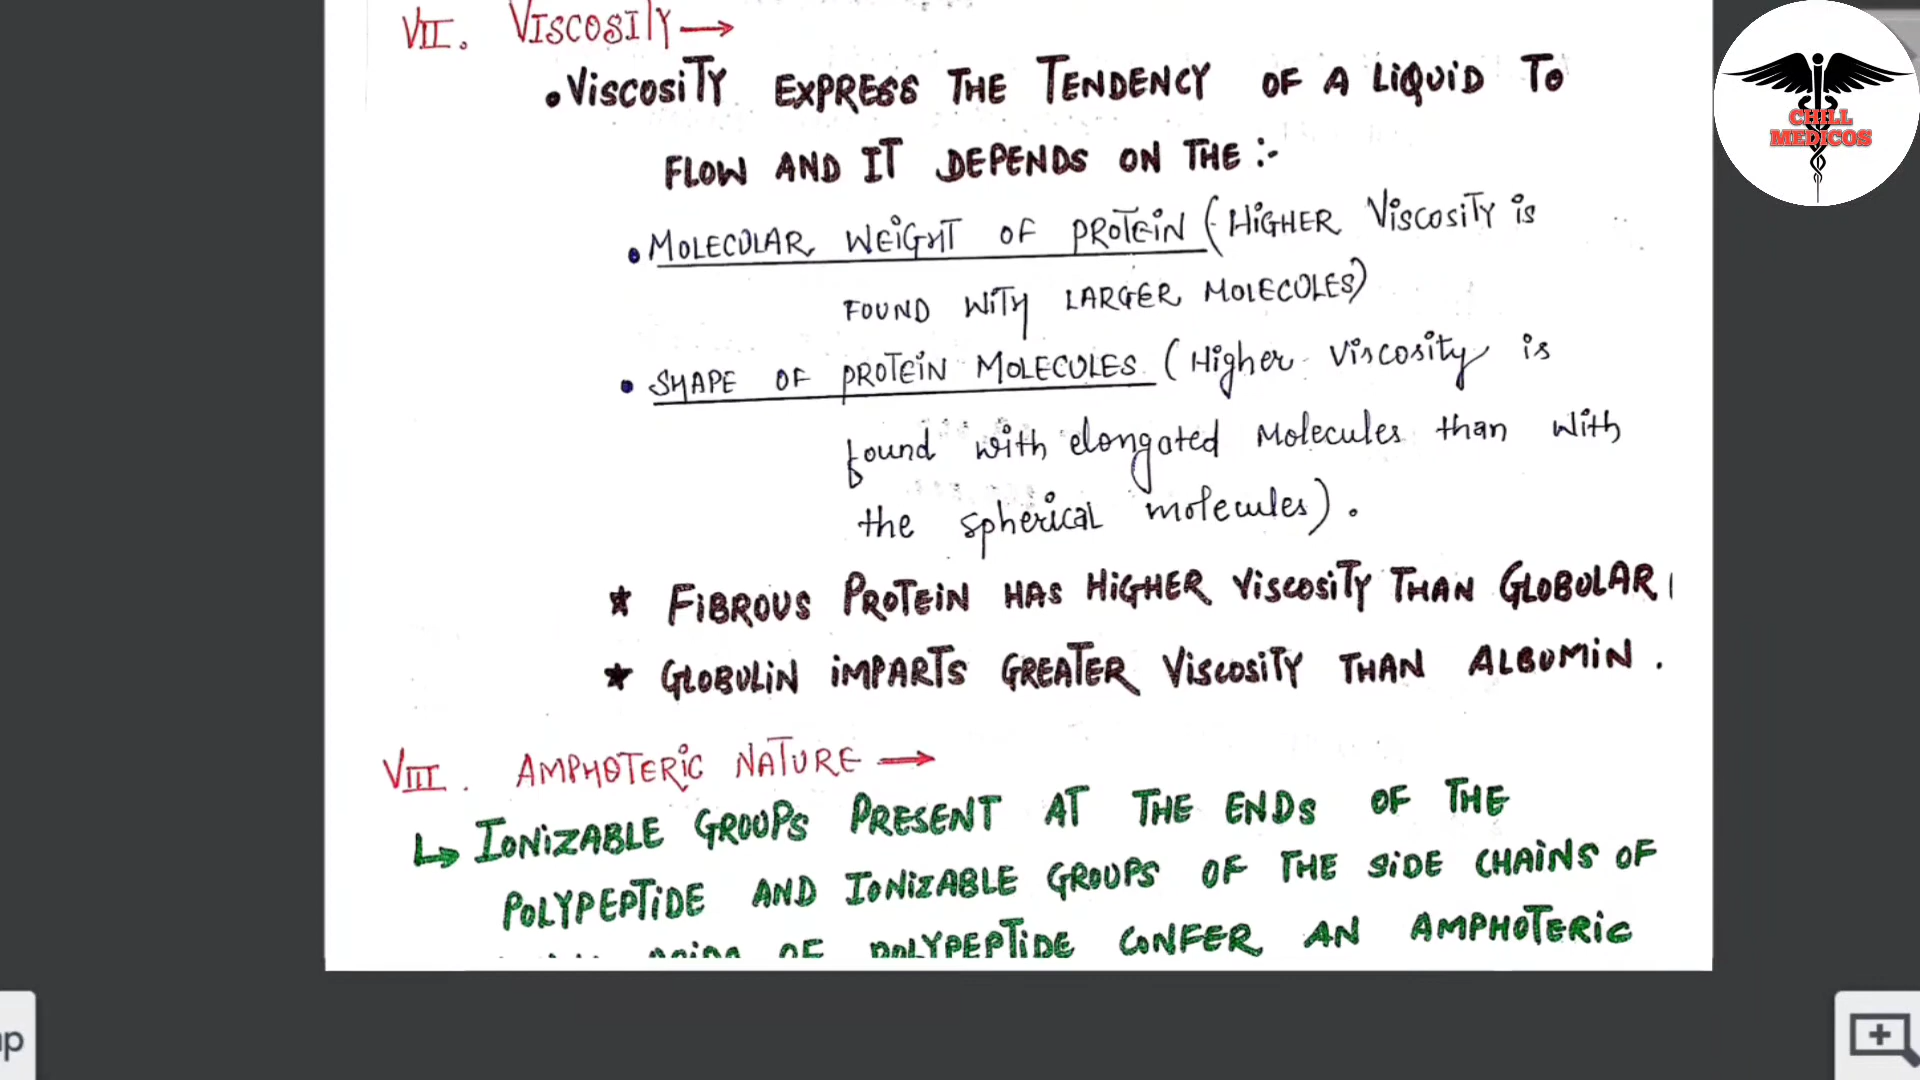 VII. VISCOSITY →
• VISCOSITY EXPRESS THE TENDENCY OF A LIQUID TO
FLOW AND IT DEPENDS ON THE :-
• MOLECULAR WEIGHT OF PROTEIN (HIGHER VISCOSITY IS
FOUND WITH LARGER MOLECULES)
• SHAPE OF PROTEIN MOLECULES (Higher viscosity is
found with elongated Molecules than with
the spherical molecules).
★ FIBROUS PROTEIN HAS HIGHER VISCOSITY THAN GLOBULAR
★ GLOBULIN IMPARTS GREATER VISCOSITY THAN ALBUMIN.
VIII. AMPHOTERIC NATURE →
↳ IONIZABLE GROUPS PRESENT AT THE ENDS OF THE
POLYPEPTIDE AND IONIZABLE GROUPS OF THE SIDE CHAINS OF
OF POLYPEPTIDE CONFER AN AMPHOTERIC
CHILL
MEDICOS